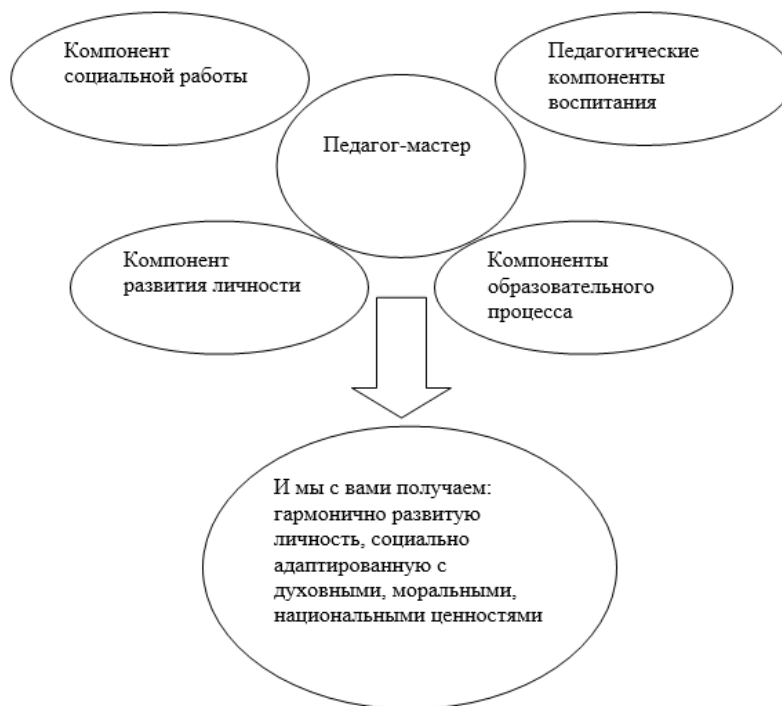 Компонент
социальной работы
Педагогические
компоненты
воспитания
Педагог-мастер
Компонент
развития личности
Компоненты
образовательного
процесса
И мы с вами получаем:
гармонично развитую
личность, социально
адаптированную с
духовными, моральными,
национальными ценностями